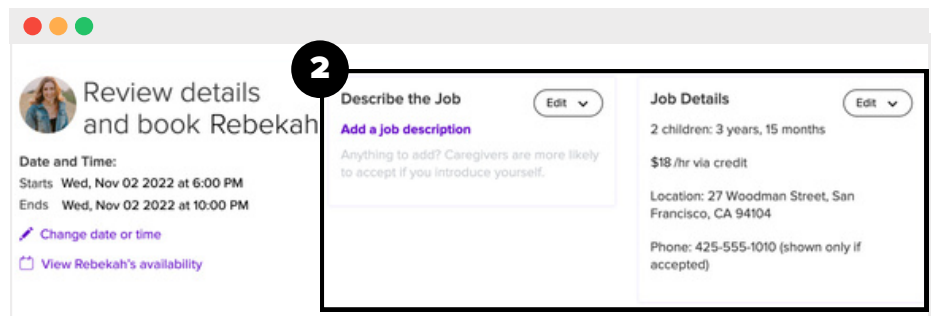 2
Review details
and book Rebekah
Date and Time:
Starts Wed, Nov 02 2022 at 6:00 PM
Ends Wed, Nov 02 2022 at 10:00 PM
Change date or time
View Rebekah's availability
Describe the Job
Edit
Add a job description
Anything to add? Caregivers are more likely
to accept if you introduce yourself.
Job Details
Edit
2 children: 3 years, 15 months
$18 /hr via credit
Location: 27 Woodman Street, San
Francisco, CA 94104
Phone: 425-555-1010 (shown only if
accepted)